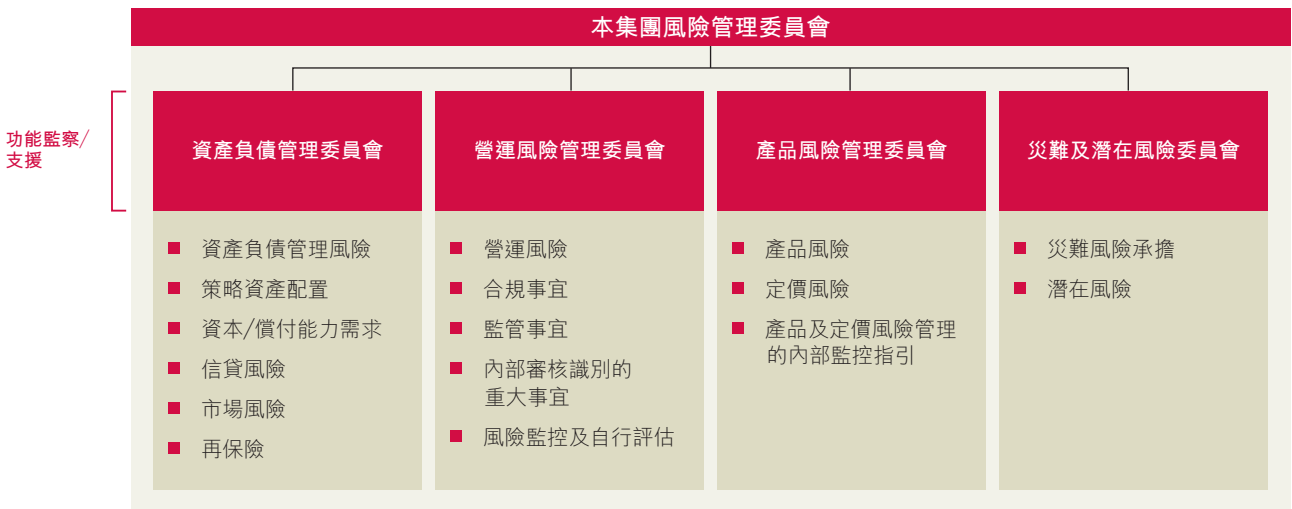 本集團風險管理委員會
功能監察/
支援
資產負債管理委員會
資產負債管理風險
策略資產配置
資本/償付能力需求
信貸風險
市場風險
再保險
營運風險管理委員會
營運風險
合規事宜
監管事宜
內部審核識別的
重大事宜
風險監控及自行評估
產品風險管理委員會
產品風險
定價風險
產品及定價風險管理
的內部監控指引
災難及潛在風險委員會
災難風險承擔
潛在風險